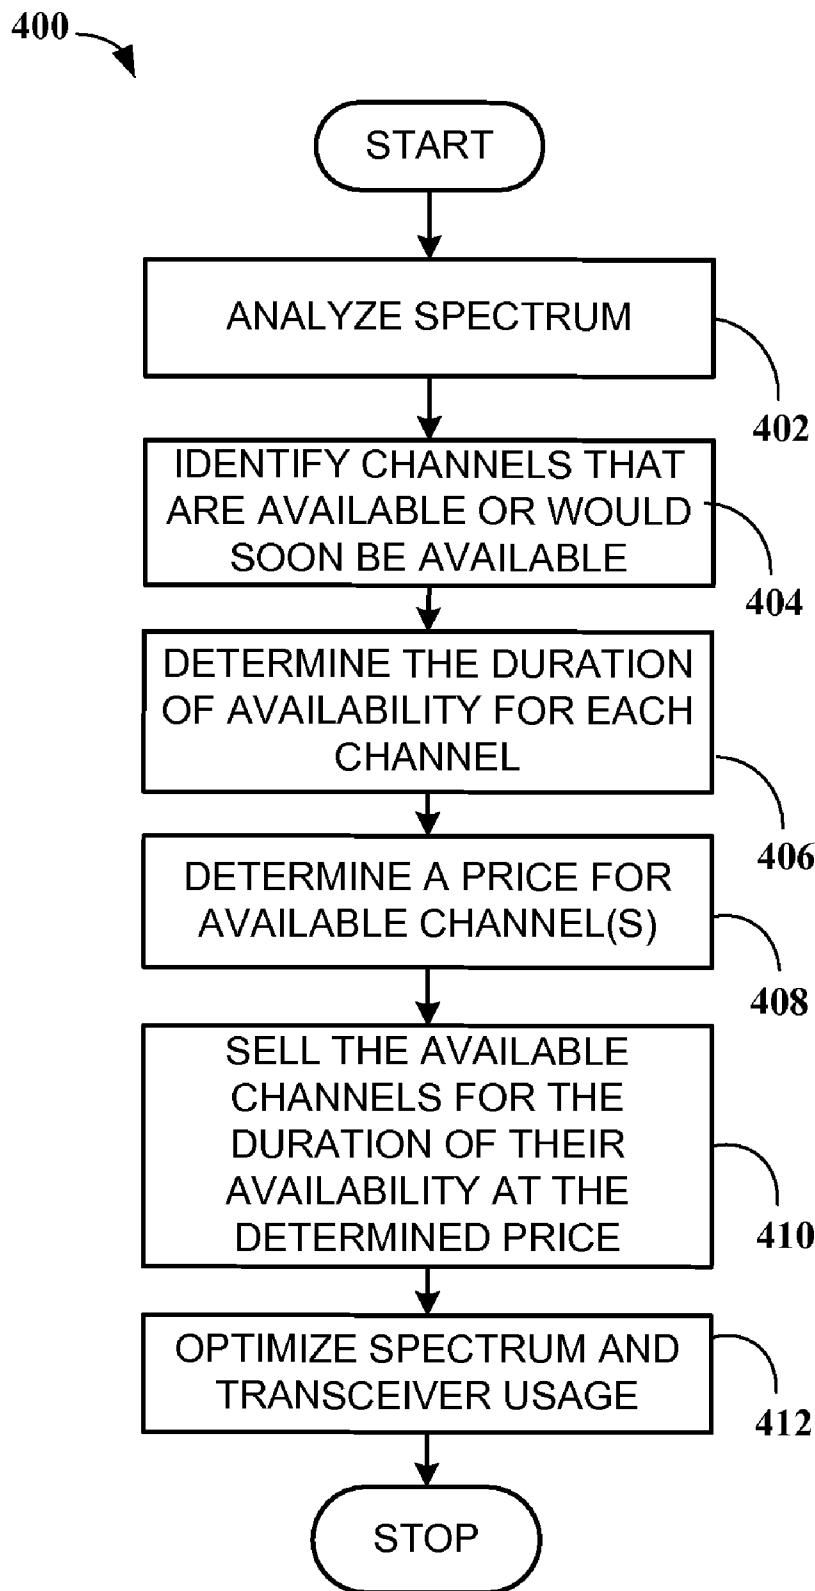 400
START
ANALYZE SPECTRUM
402
IDENTIFY CHANNELS THAT
ARE AVAILABLE OR WOULD
SOON BE AVAILABLE
404
DETERMINE THE DURATION
OF AVAILABILITY FOR EACH
CHANNEL
406
DETERMINE A PRICE FOR
AVAILABLE CHANNEL(S)
408
SELL THE AVAILABLE
CHANNELS FOR THE
DURATION OF THEIR
AVAILABILITY AT THE
DETERMINED PRICE
410
OPTIMIZE SPECTRUM AND
TRANSCEIVER USAGE
412
STOP